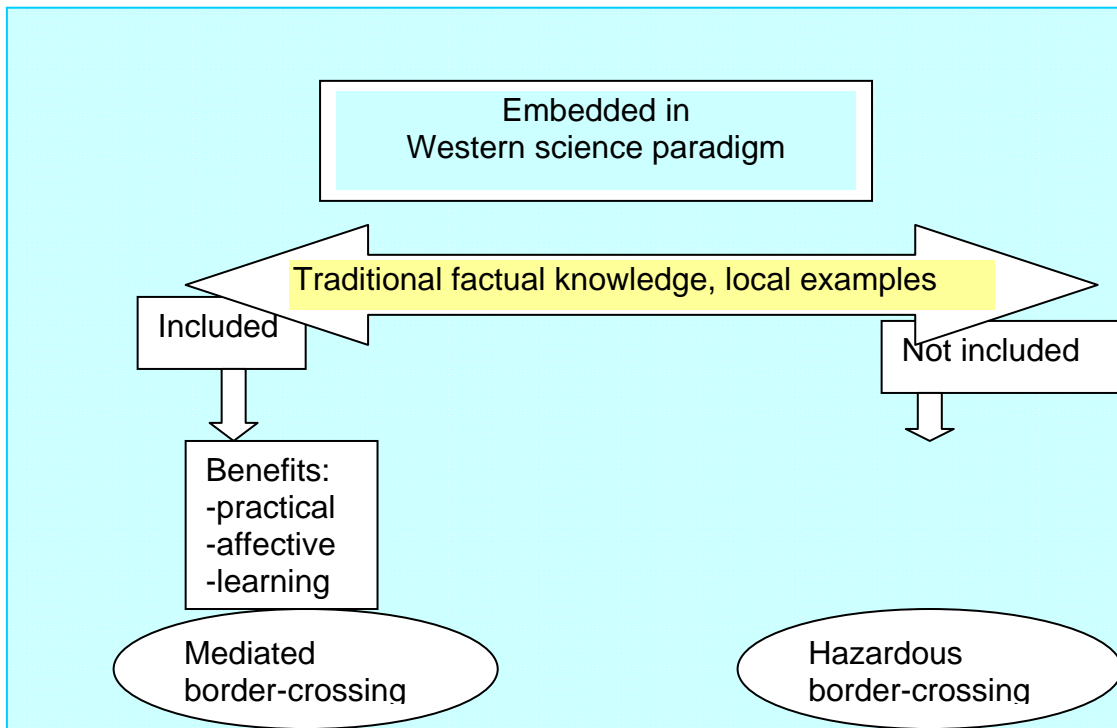 Embedded in
Western science paradigm
Traditional factual knowledge, local examples
Included
Not included
Benefits:
-practical
-affective
-learning
Mediated
border-crossing
Hazardous
border-crossing